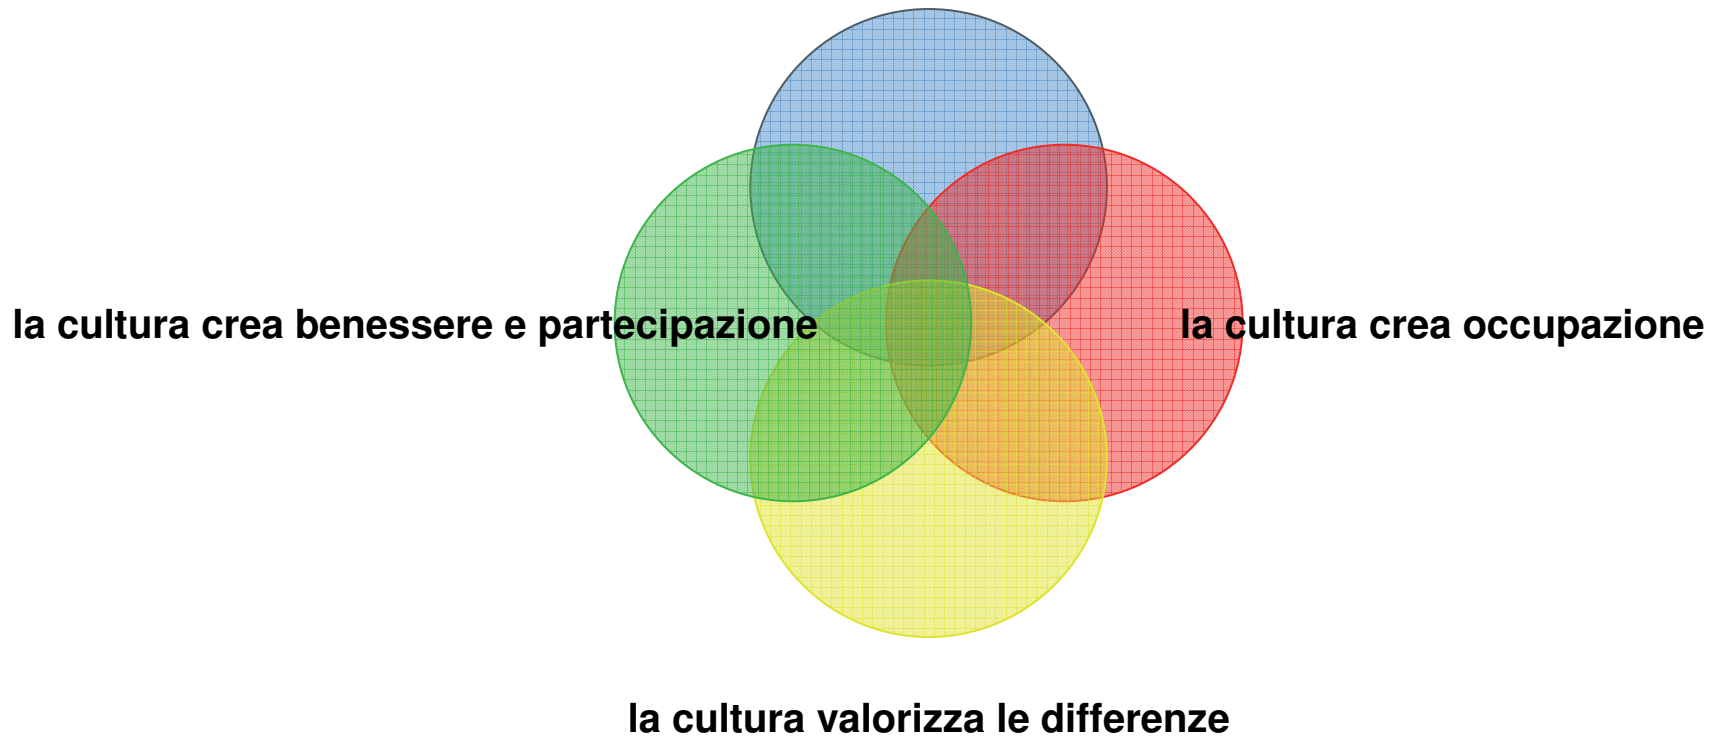 la cultura crea benessere e partecipazione
la cultura crea occupazione
la cultura valorizza le differenze